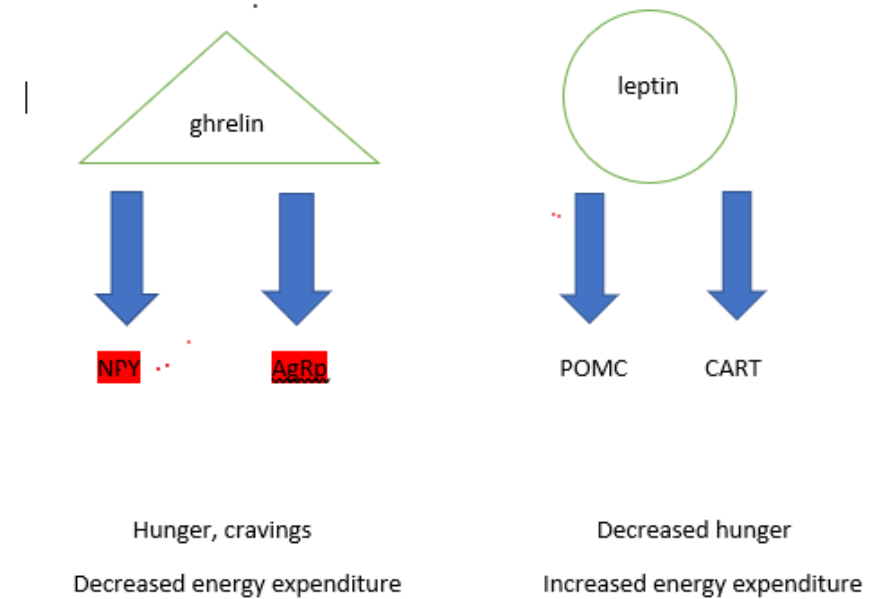 ghrelin
leptin
NPY
AgRp
POMC
CART
Hunger, cravings
Decreased hunger
Decreased energy expenditure
Increased energy expenditure